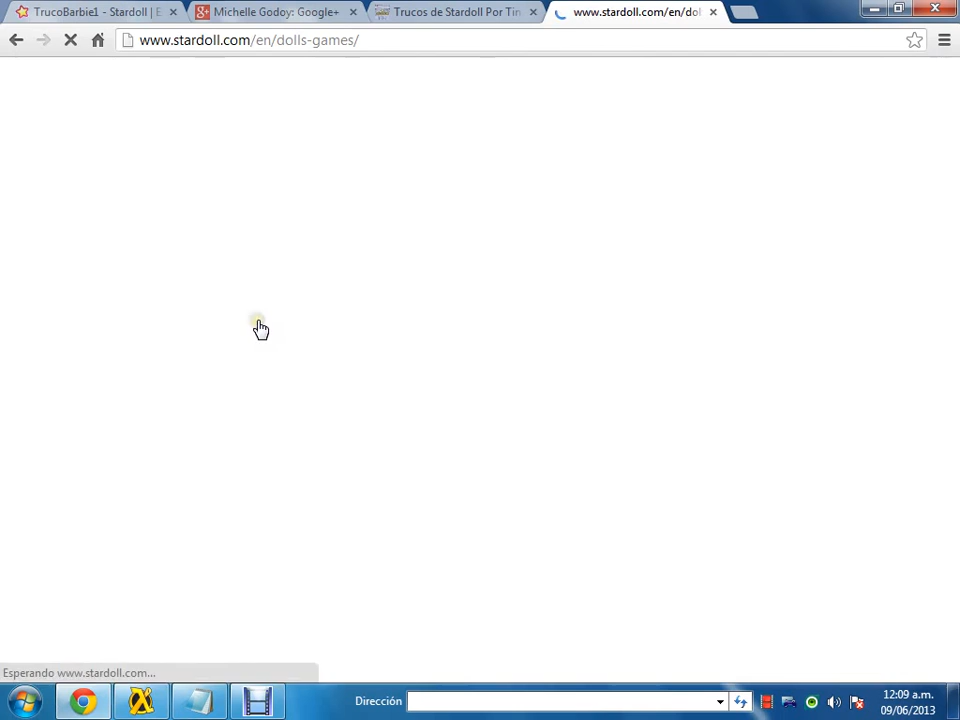 TrucoBarbie1 - Stardoll | E
Michelle Godoy: Google+
Trucos de Stardoll Por Tin
www.stardoll.com/en/dol
www.stardoll.com/en/dolls-games/
Esperando www.stardoll.com...
Dirección
12:09 a.m.
09/06/2013